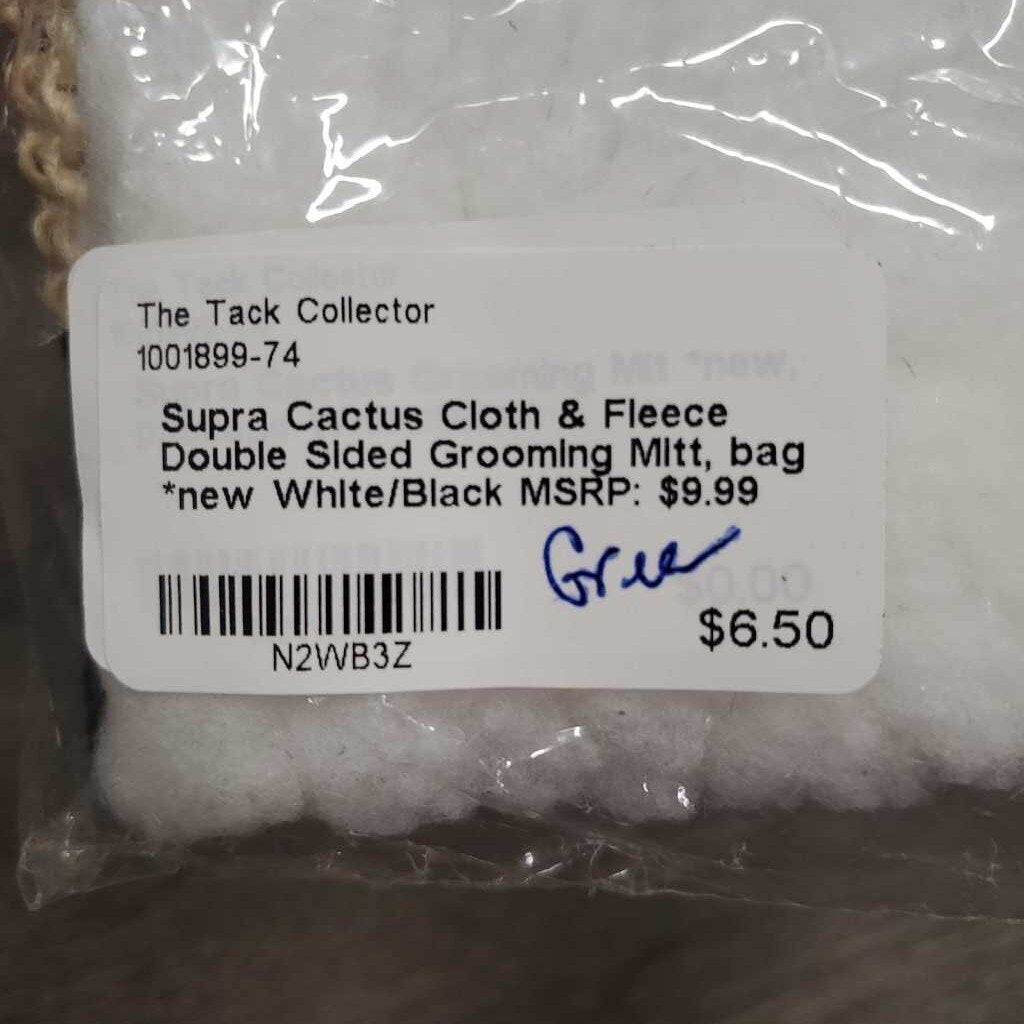 The Tack Collector
1001899-74
Supra Cactus Cloth & Fleece
Double Sided Grooming Mitt, bag
*new White/Black MSRP: $9.99
Green
$6.50
N2WB3Z